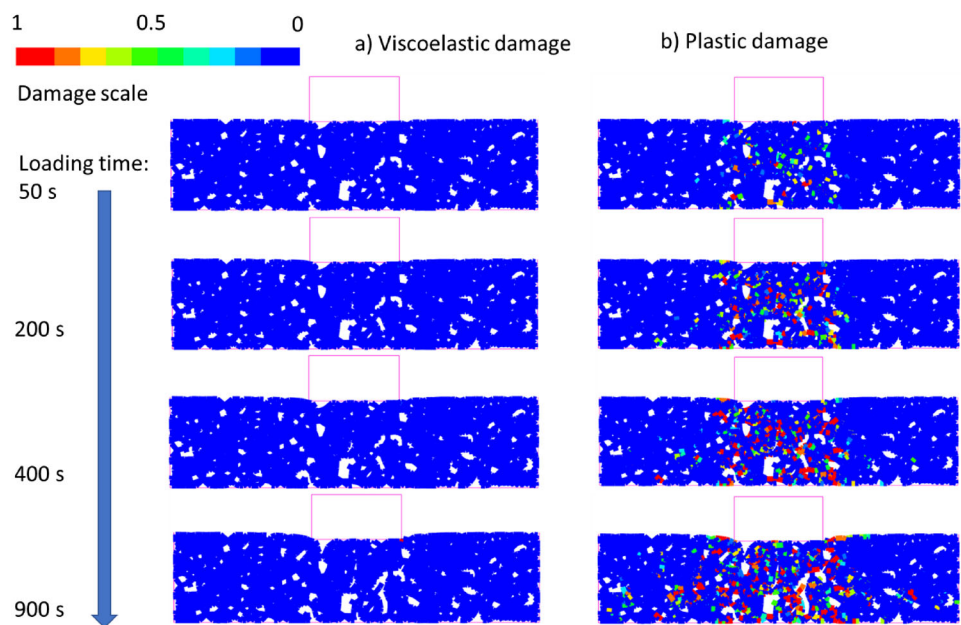 1 0.5 0
a) Viscoelastic damage b) Plastic damage
Damage scale
Loading time:
50 s
200 s
400 s
900 s